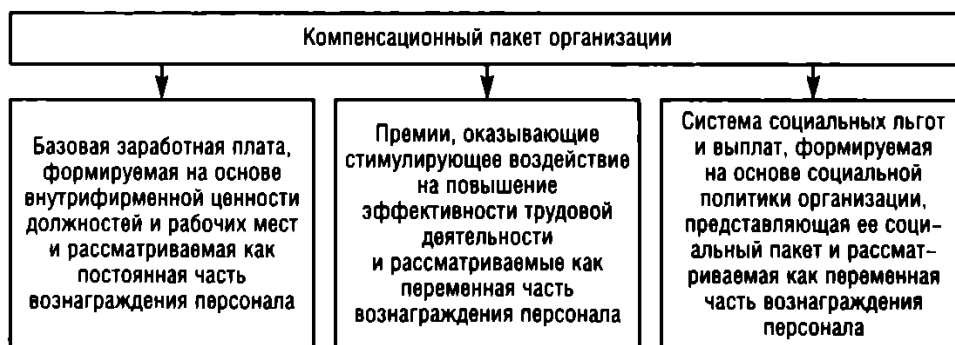 Компенсационный пакет организации
Базовая заработная плата,
формируемая на основе
внутрифирменной ценности
должностей и рабочих мест
и рассматриваемая как
постоянная часть
вознаграждения персонала
Премии, оказывающие
стимулирующее воздействие
на повышение
эффективности трудовой
деятельности
и рассматриваемые как
переменная часть
вознаграждения персонала
Система социальных льгот
и выплат, формируемая
на основе социальной
политики организации,
представляющая ее соци-
альный пакет и рассмат-
риваемая как переменная
часть вознаграждения
персонала